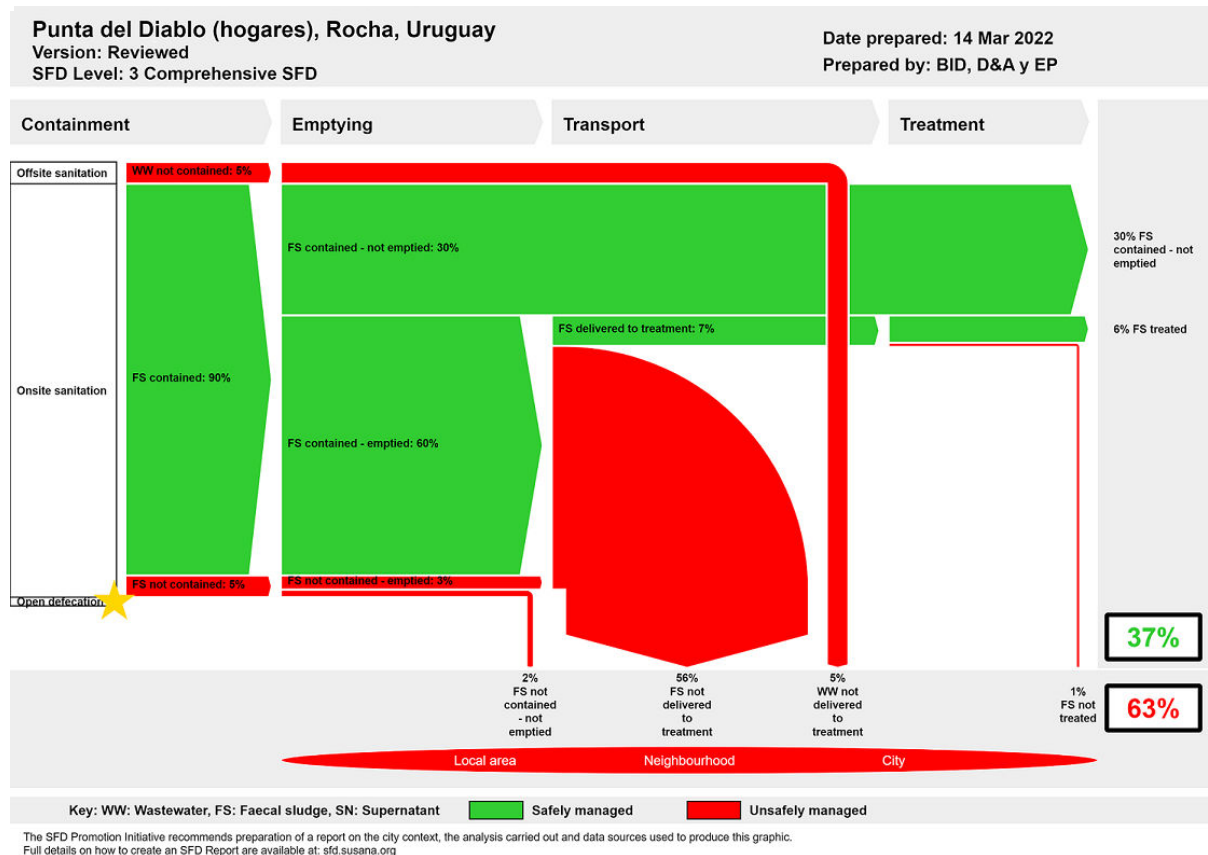 Punta del Diablo (hogares), Rocha, Uruguay
Version: Reviewed
SFD Level: 3 Comprehensive SFD
Date prepared: 14 Mar 2022
Prepared by: BID, D&A y EP
Containment
Emptying
Transport
Treatment
Offsite sanitation
WW not contained: 5%
FS contained - not emptied: 30%
30% FS
contained - not
emptied
FS delivered to treatment: 7%
6% FS treated
Onsite sanitation
FS contained: 90%
FS contained - emptied: 60%
FS not contained: 5%
FS not contained - emptied: 3%
Open defecation
37%
2%
FS not
contained
- not
emptied
56%
FS not
delivered
to
treatment
5%
WW not
delivered
to
treatment
1%
FS not
treated
63%
Local area
Neighbourhood
City
Key: WW: Wastewater, FS: Faecal sludge, SN: Supernatant
Safely managed
Unsafely managed
The SFD Promotion Initiative recommends preparation of a report on the city context, the analysis carried out and data sources used to produce this graphic.
Full details on how to create an SFD Report are available at: sfd.susana.org